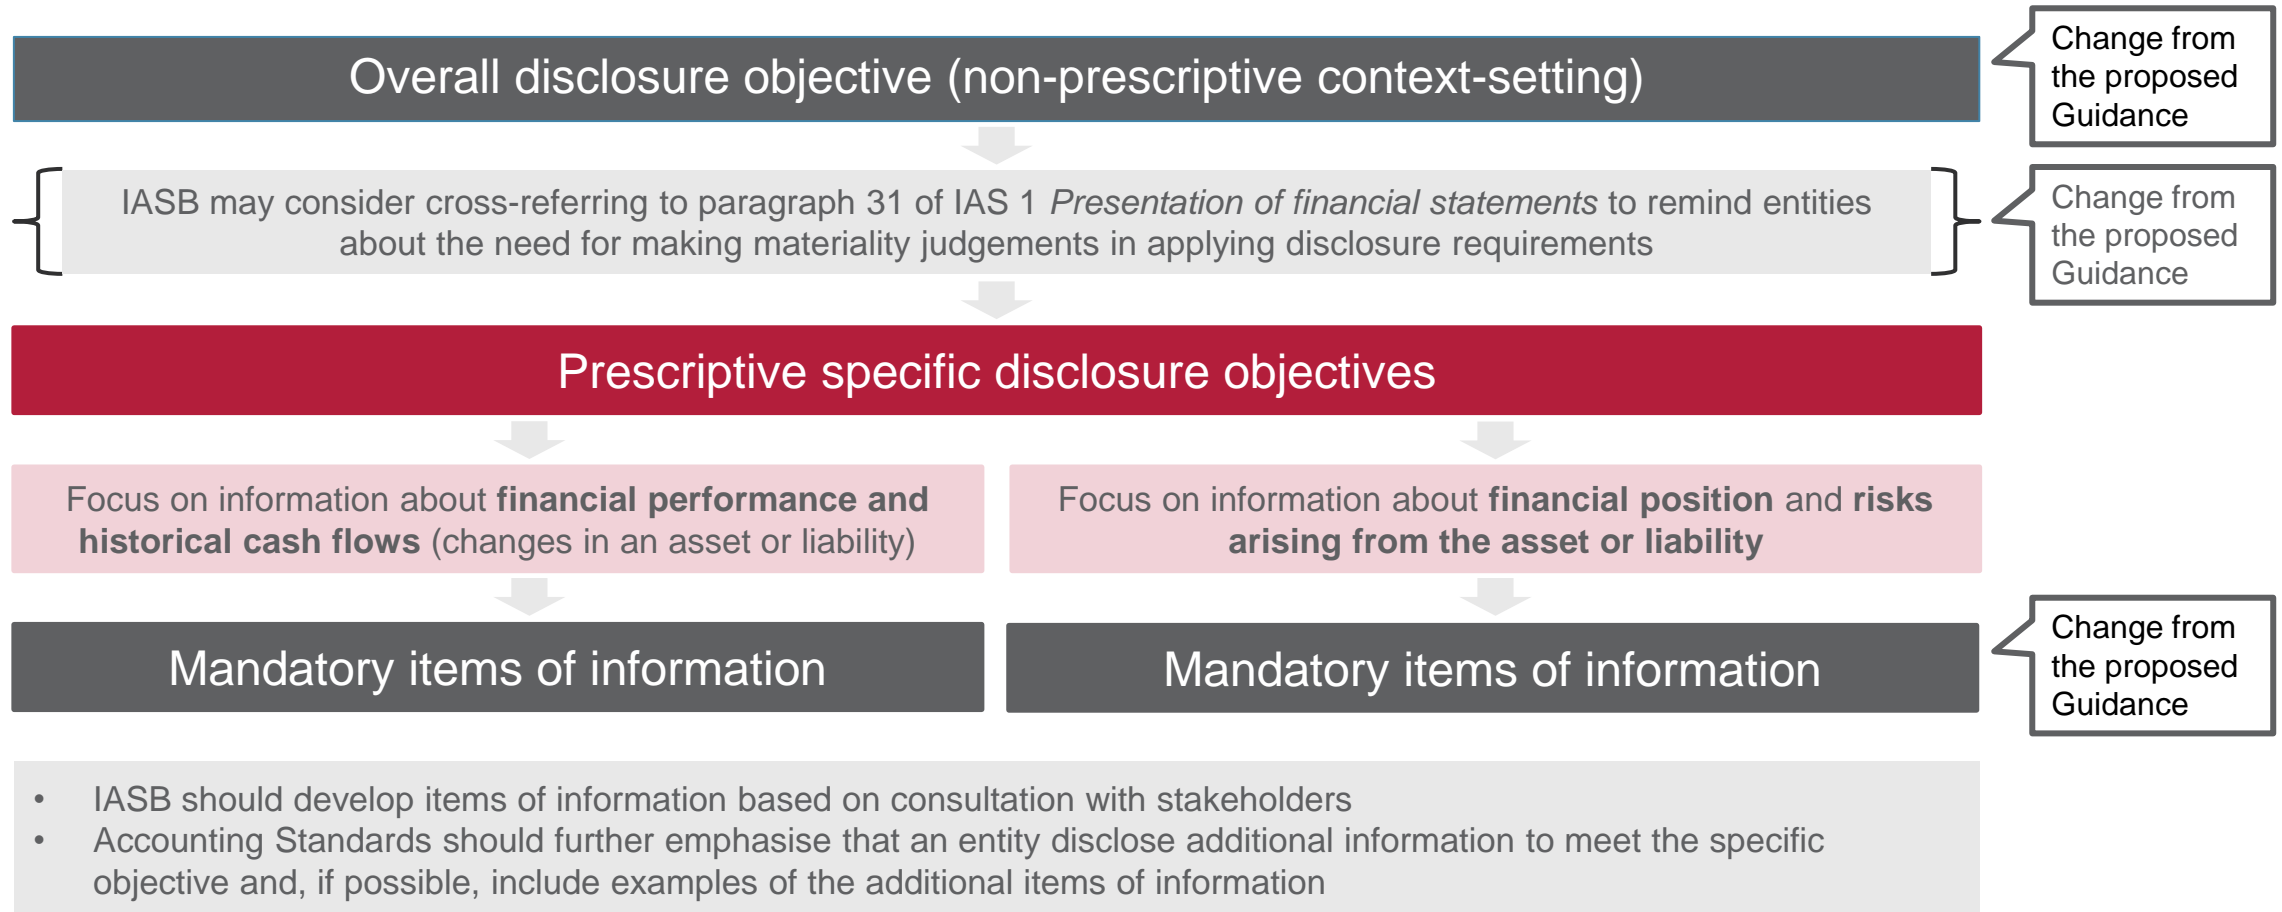 Overall disclosure objective (non-prescriptive context-setting)
Change from
the proposed
Guidance
IASB may consider cross-referring to paragraph 31 of IAS 1 Presentation of financial statements to remind entities
about the need for making materiality judgements in applying disclosure requirements
Change from
the proposed
Guidance
Prescriptive specific disclosure objectives
Focus on information about financial performance and
historical cash flows (changes in an asset or liability)
Focus on information about financial position and risks
arising from the asset or liability
Mandatory items of information
Mandatory items of information
Change from
the proposed
Guidance
• IASB should develop items of information based on consultation with stakeholders
• Accounting Standards should further emphasise that an entity disclose additional information to meet the specific
objective and, if possible, include examples of the additional items of information